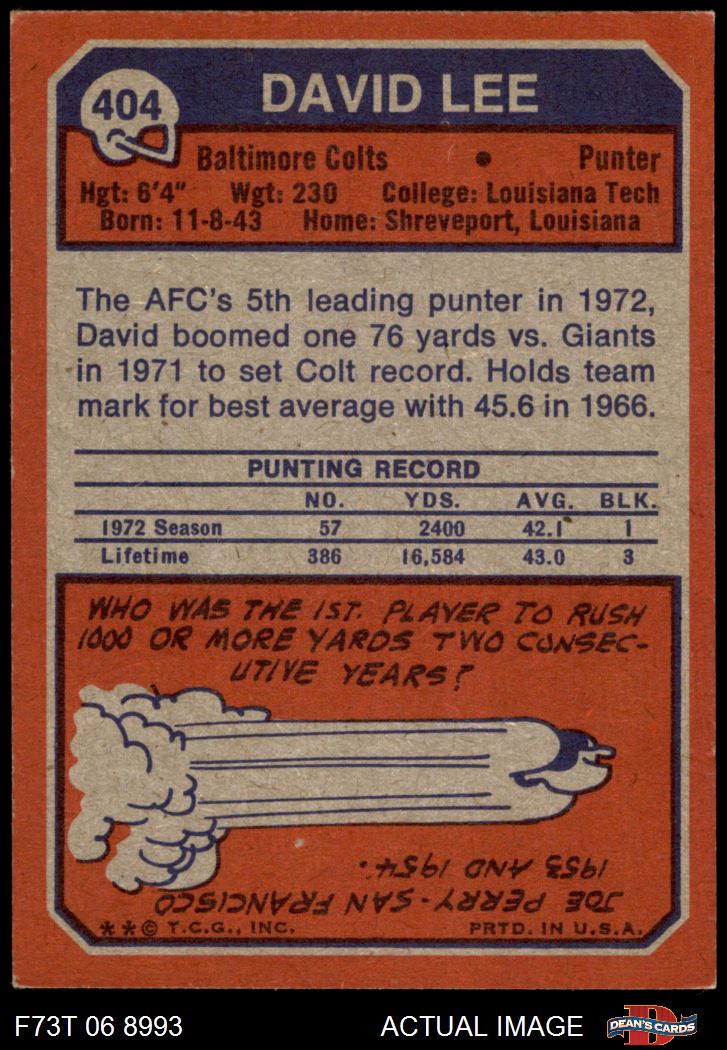 404
DAVID LEE
Baltimore Colts • Punter
Hgt: 6'4" Wgt: 230 College: Louisiana Tech
Born: 11-8-43 Home: Shreveport, Louisiana
The AFC's 5th leading punter in 1972,
David boomed one 76 yards vs. Giants
in 1971 to set Colt record. Holds team
mark for best average with 45.6 in 1966.
PUNTING RECORD
NO. YDS. AVG. BLK.
1972 Season 57 2400 42.1 1
Lifetime 386 16,584 43.0 3
WHO WAS THE 1ST. PLAYER TO RUSH
1000 OR MORE YARDS TWO CONSEC-
UTIVE YEARS?
JOE PERRY-SAN FRANCISCO
1953 AND 1954.
**© T.C.G., INC. PRTD. IN U.S.A.
F73T 06 8993 ACTUAL IMAGE D DEAN'S CARDS